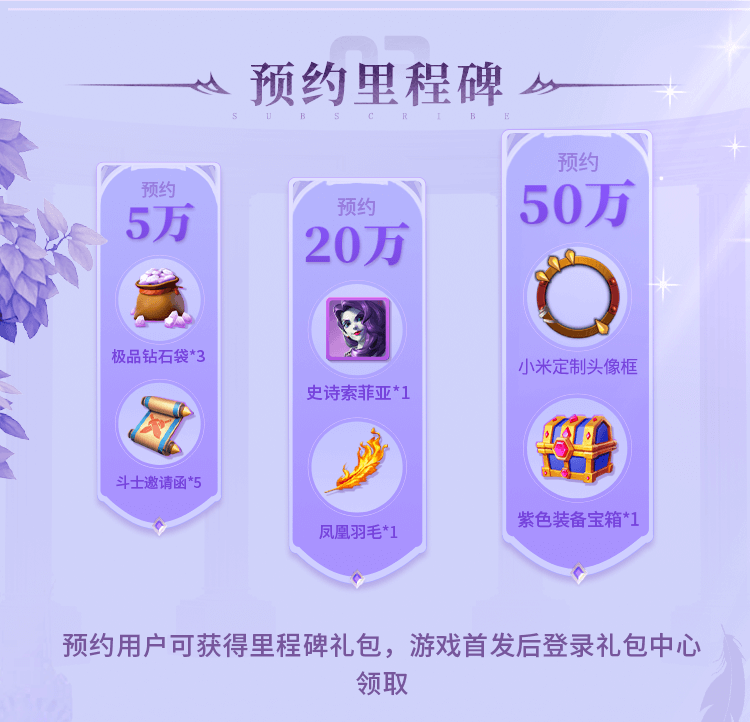 预约里程碑
SUBSCRIBE
预约
5万
极品钻石袋*3
斗士邀请函*5
预约
20万
史诗索菲亚*1
凤凰羽毛*1
预约
50万
小米定制头像框
紫色装备宝箱*1
预约用户可获得里程碑礼包，游戏首发后登录礼包中心
领取